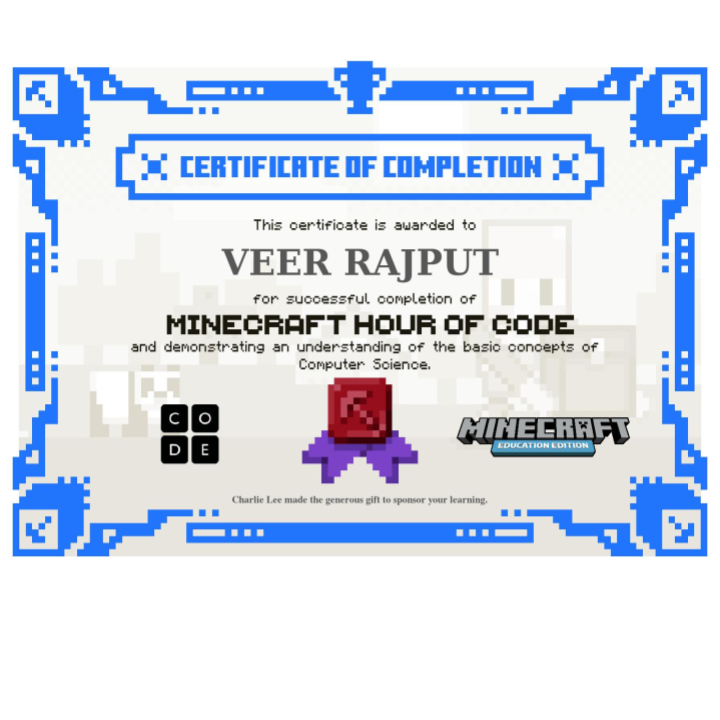 CERTIFICATE OF COMPLETION
This certificate is awarded to
VEER RAJPUT
for successful completion of
MINECRAFT HOUR OF CODE
and demonstrating an understanding of the basic concepts of
Computer Science.
C O
D E
MINECRAFT
EDUCATION EDITION
Charlie Lee made the generous gift to sponsor your learning.